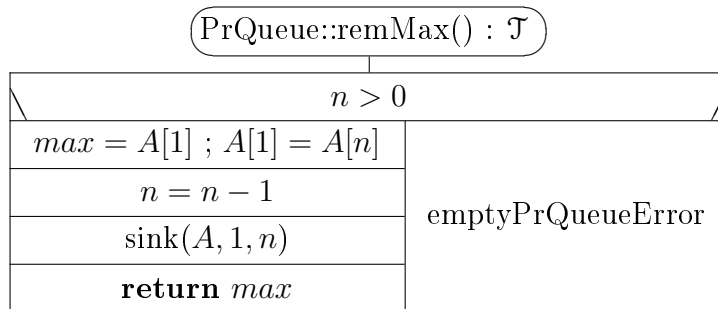 PrQueue::remMax() : 𝒯
n > 0
max = A[1] ; A[1] = A[n]
n = n − 1
emptyPrQueueError
sink(A, 1, n)
return max